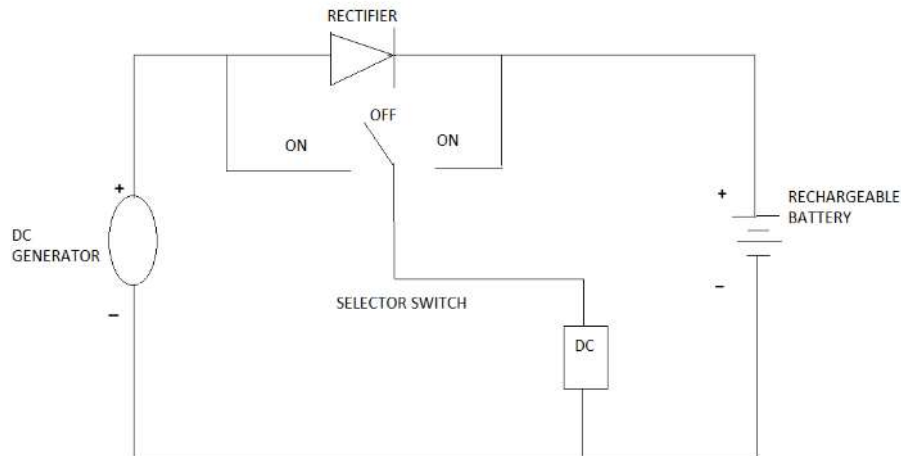 RECTIFIER
OFF
ON
ON
+
+
RECHARGEABLE
BATTERY
DC
GENERATOR
–
–
SELECTOR SWITCH
DC